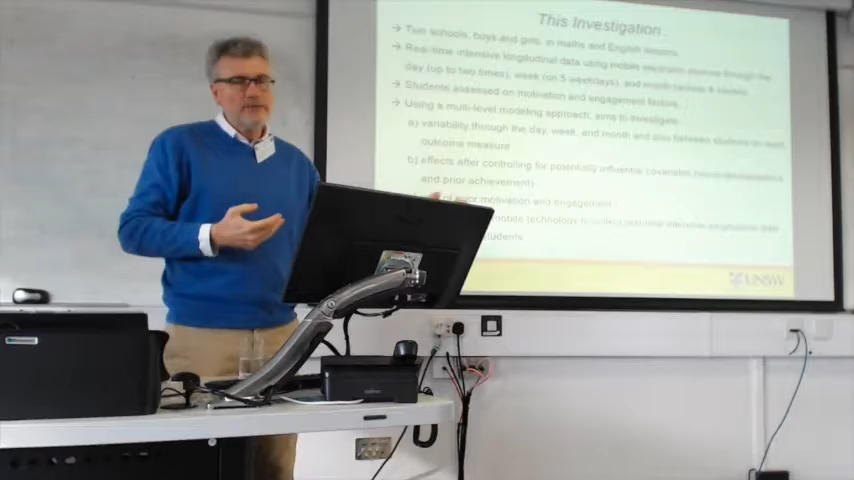 This Investigation
→ Two schools, boys and girls, in maths and English lessons
→ Real-time intensive longitudinal data using mobile electronic devices through the
day (up to two times), week (on 5 weekdays), and month
→ Students assessed on motivation and engagement factors
→ Using a multi-level modeling approach, aims to investigate
a) variability through the day, week, and month and also between students on each
outcome measure
b) effects after controlling for potentially influential covariates
and prior achievement)
of prior motivation and engagement
mobile technology to collect real-time intensive longitudinal data
students
UNSW